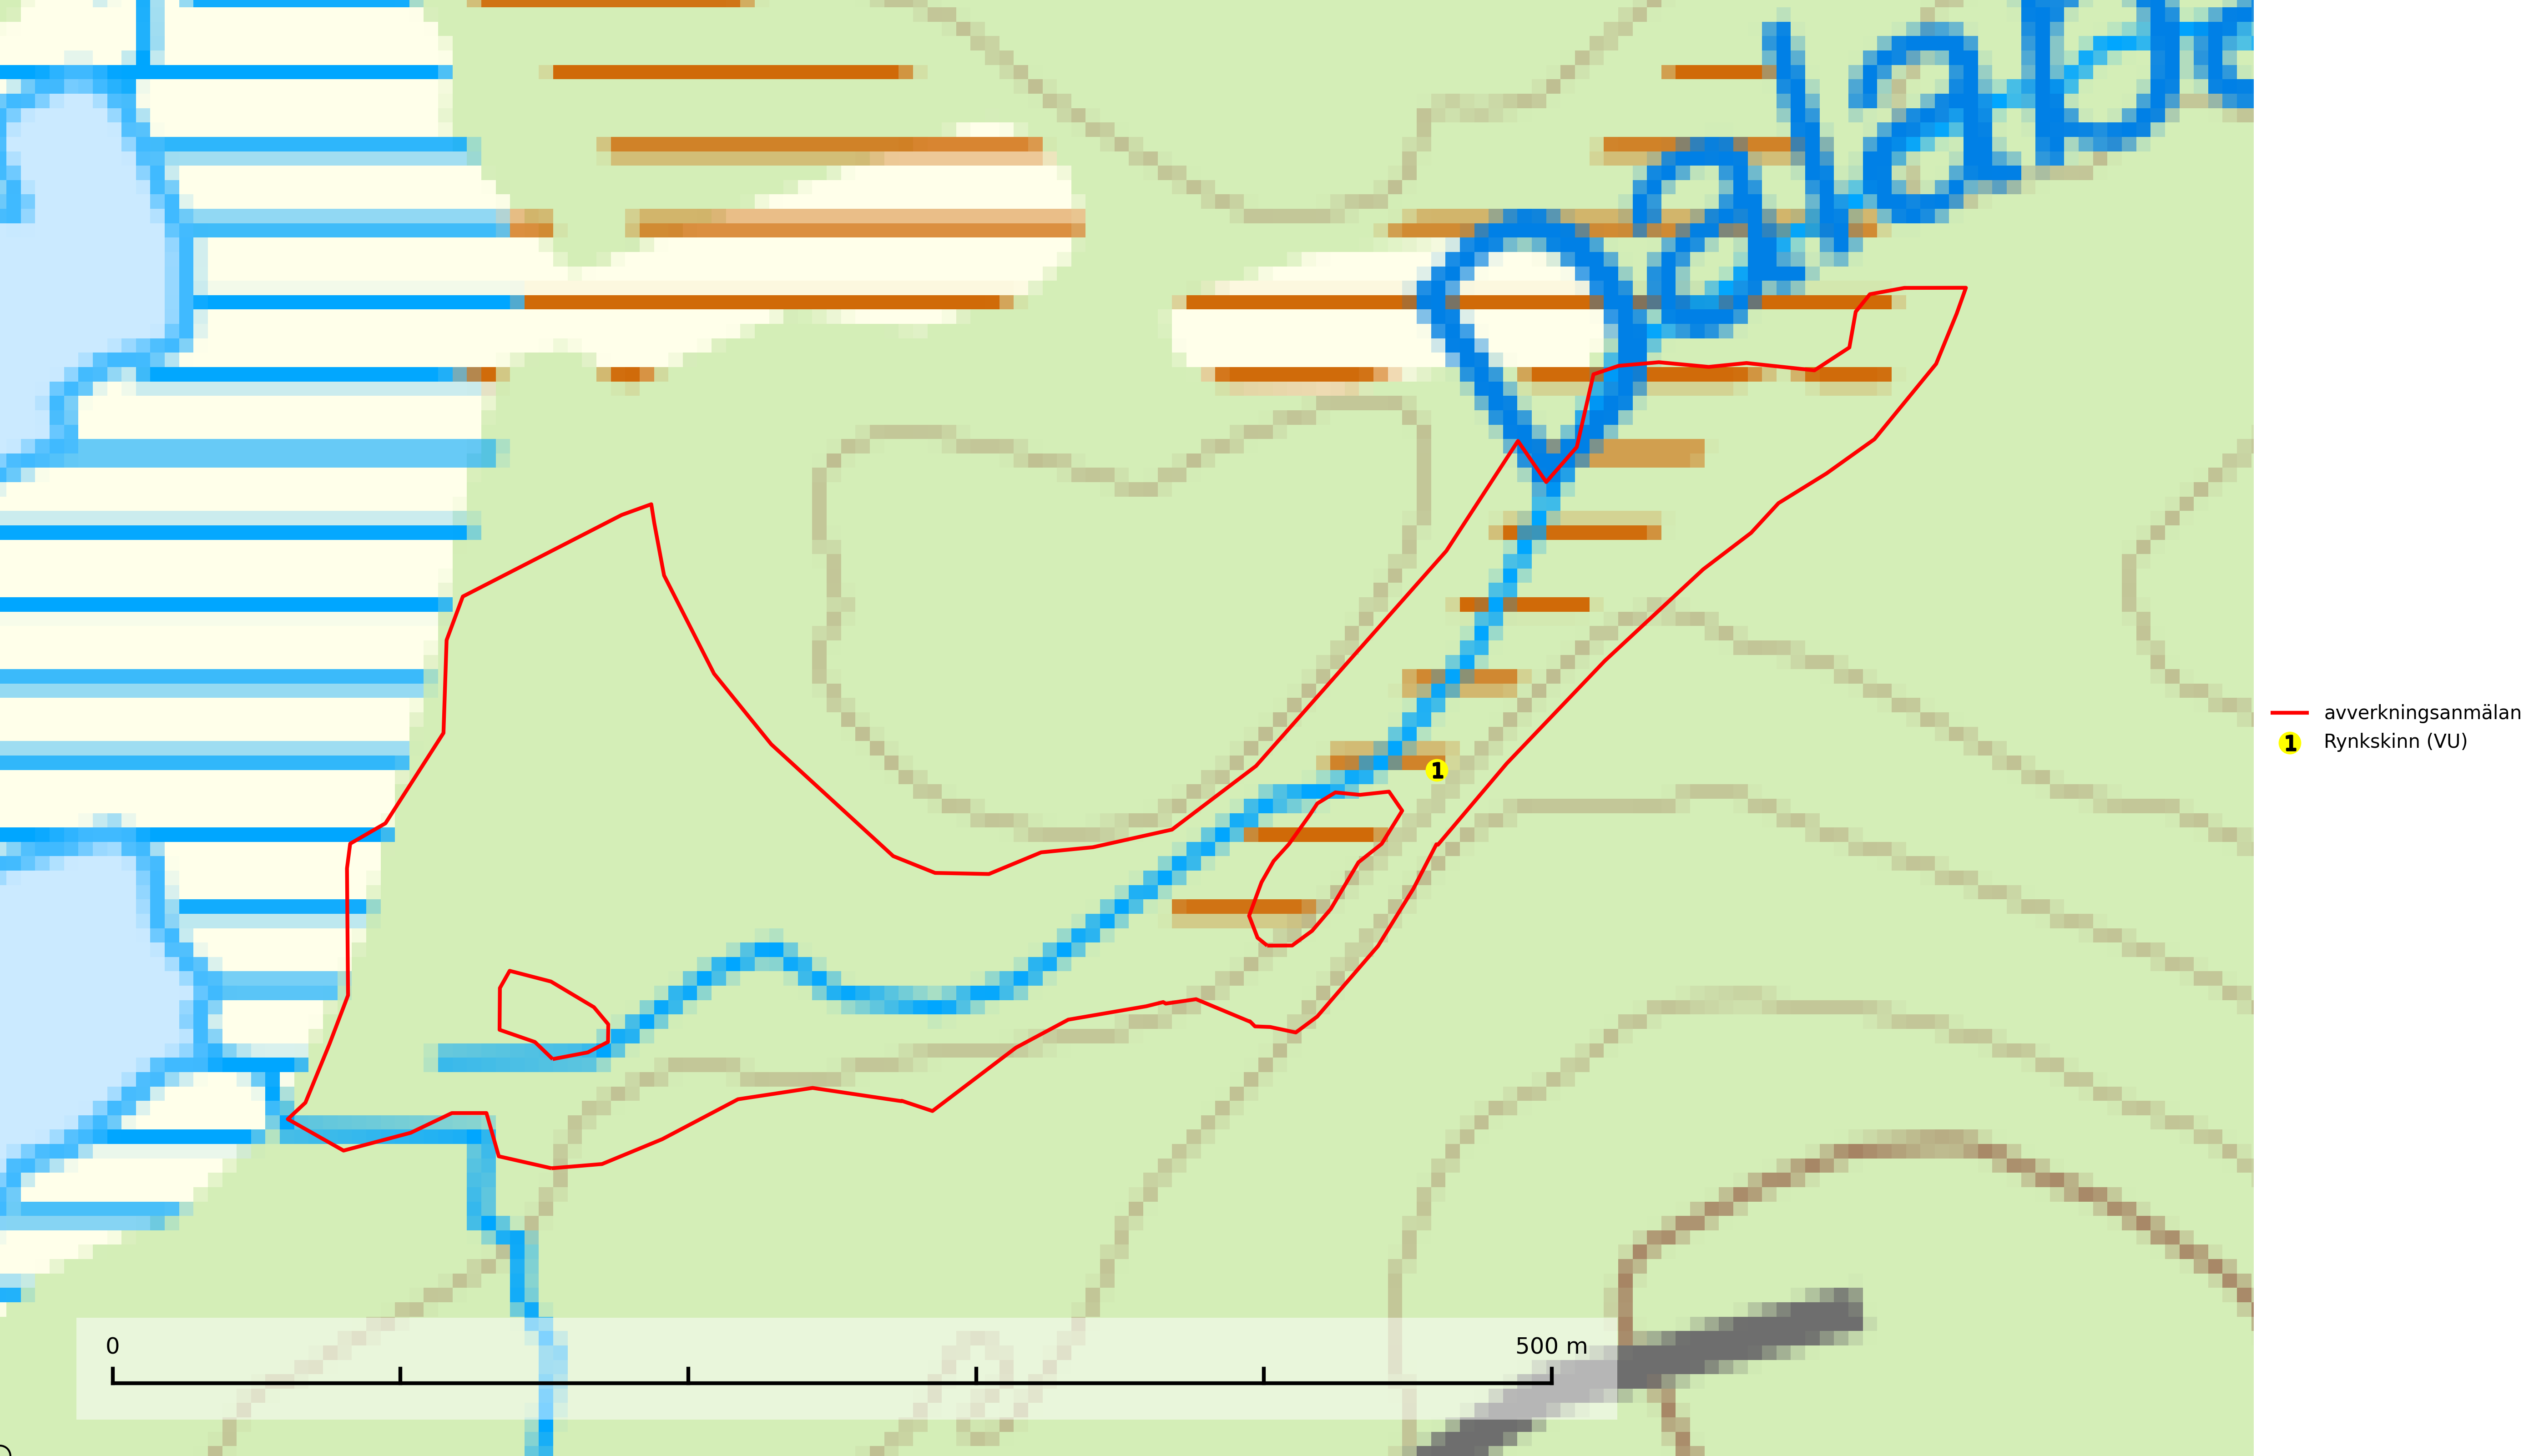 avverkningsanmälan
1 Rynkskinn (VU)
1
0 500 m